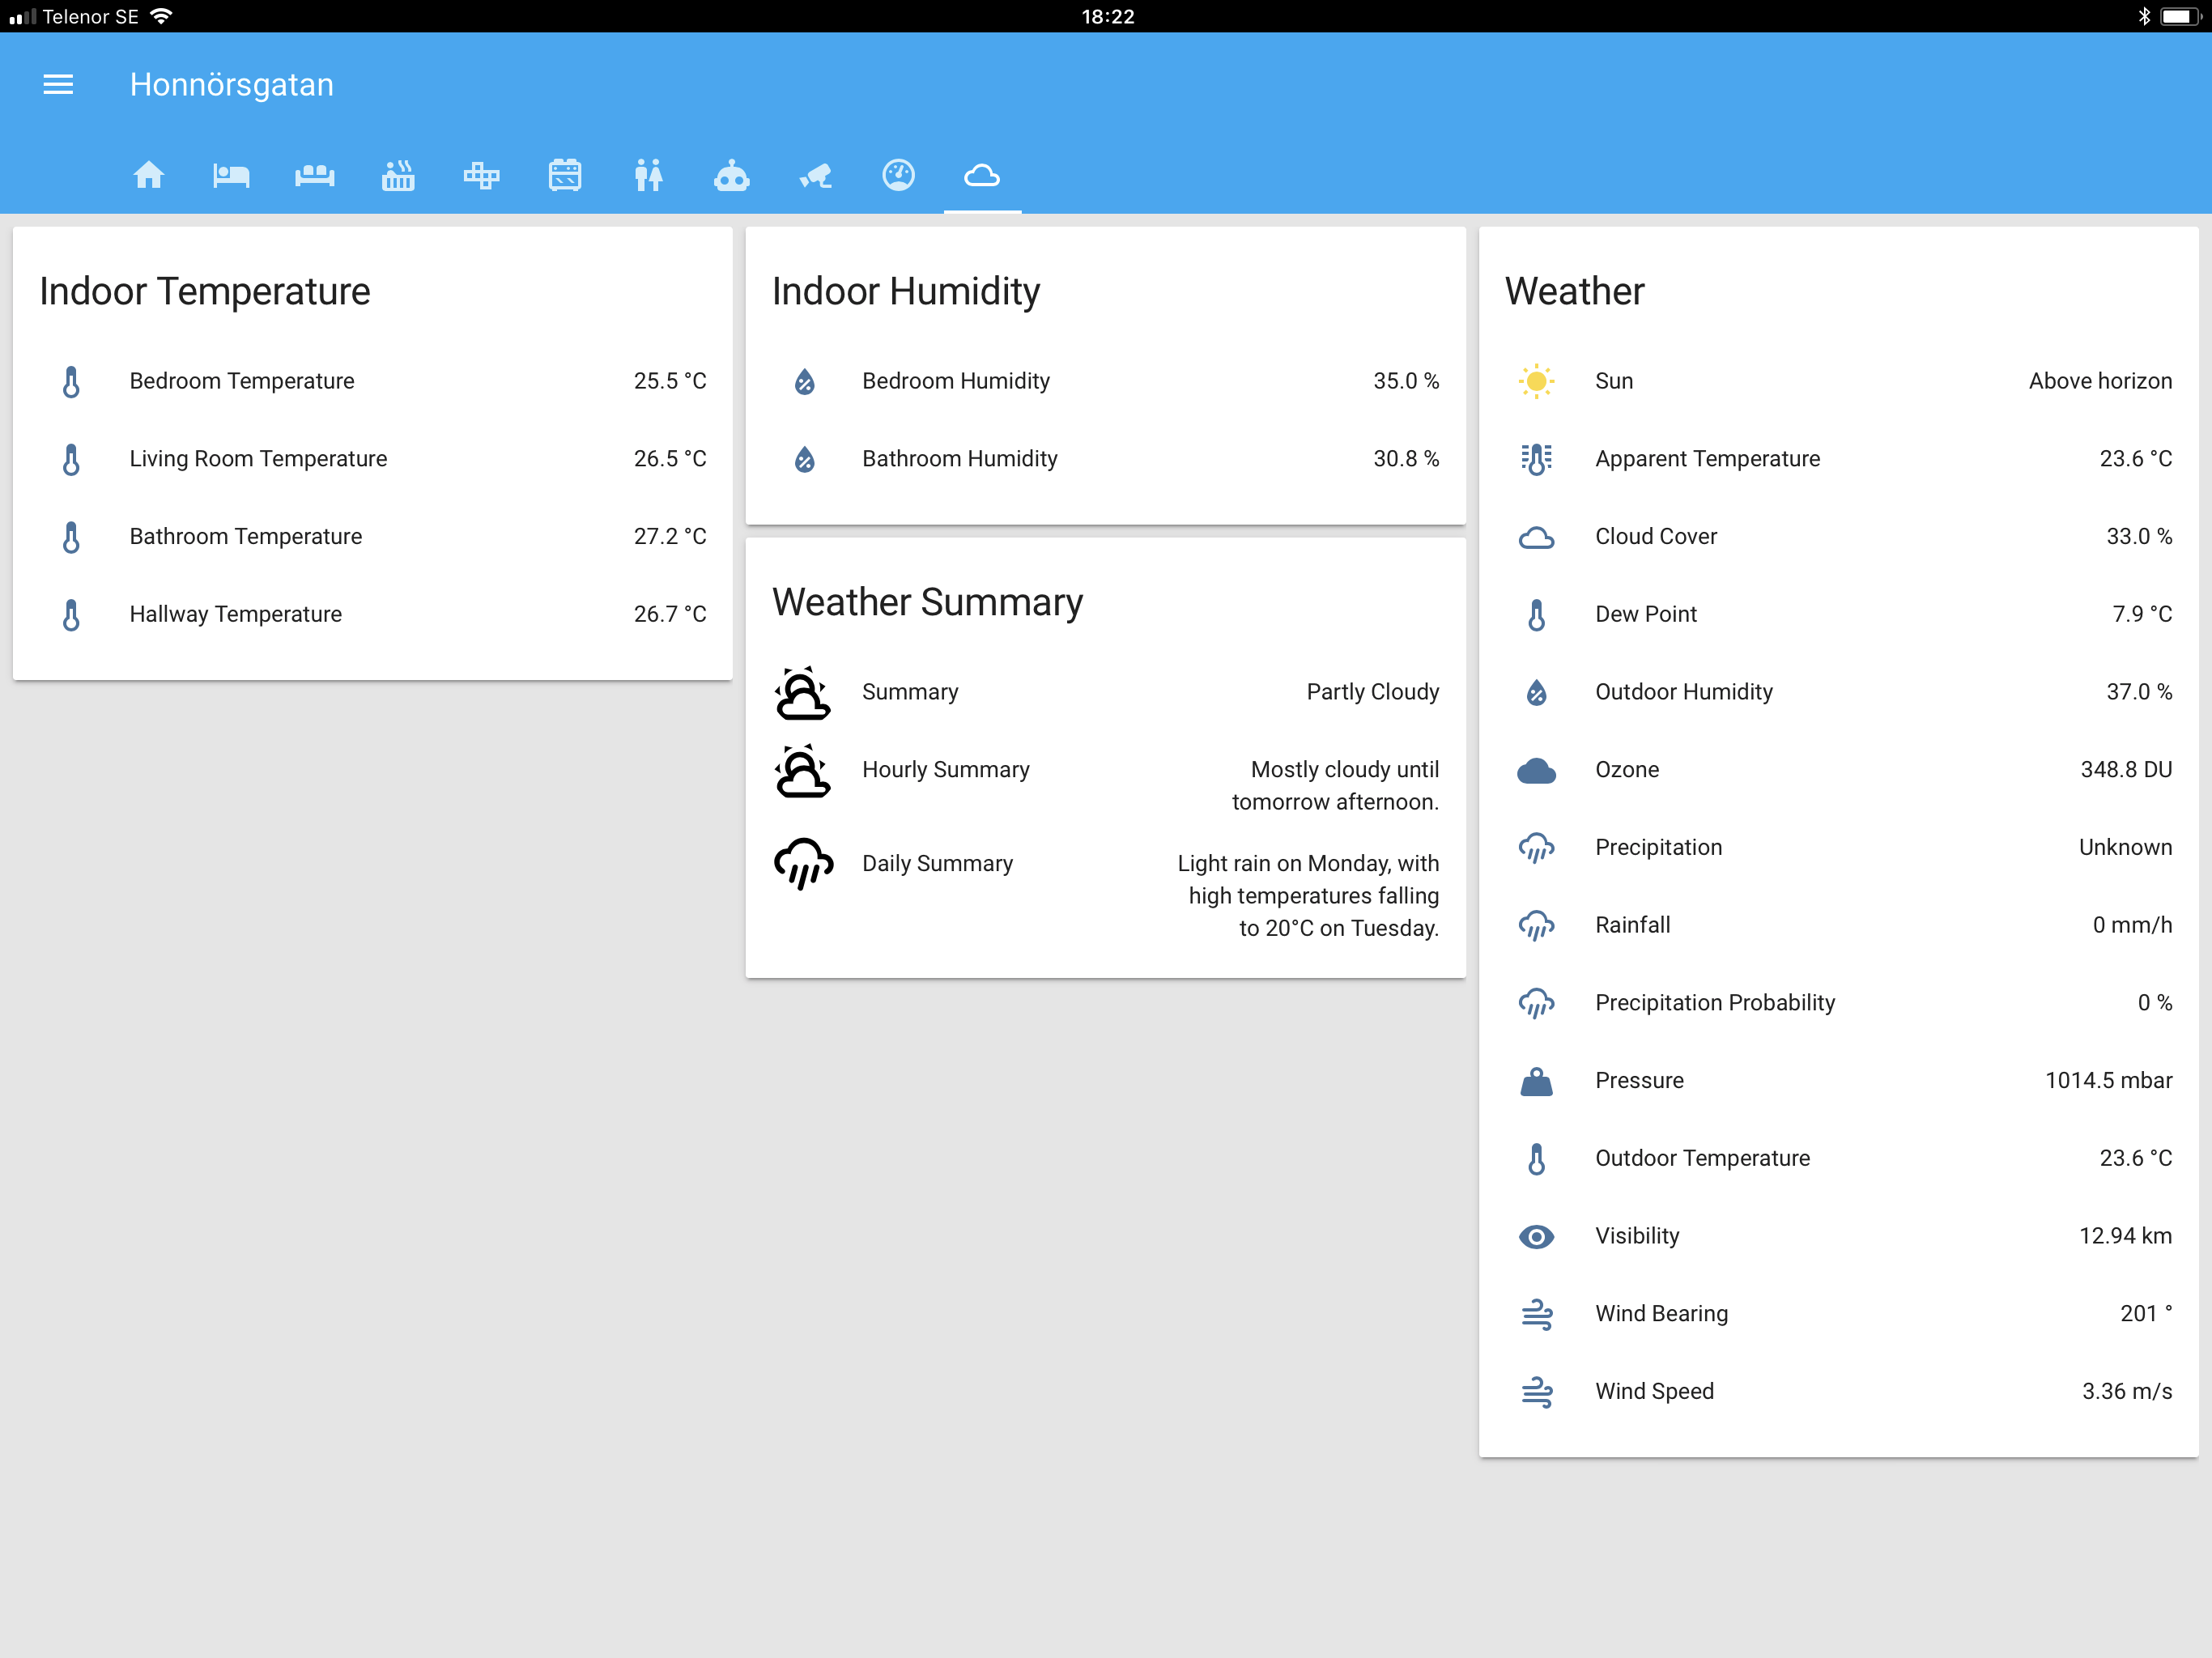 Telenor SE
18:22
Honnörsgatan
Indoor Temperature
Bedroom Temperature 25.5 °C
Living Room Temperature 26.5 °C
Bathroom Temperature 27.2 °C
Hallway Temperature 26.7 °C
Indoor Humidity
Bedroom Humidity 35.0 %
Bathroom Humidity 30.8 %
Weather Summary
Summary Partly Cloudy
Hourly Summary Mostly cloudy until
tomorrow afternoon.
Daily Summary Light rain on Monday, with
high temperatures falling
to 20°C on Tuesday.
Weather
Sun Above horizon
Apparent Temperature 23.6 °C
Cloud Cover 33.0 %
Dew Point 7.9 °C
Outdoor Humidity 37.0 %
Ozone 348.8 DU
Precipitation Unknown
Rainfall 0 mm/h
Precipitation Probability 0 %
Pressure 1014.5 mbar
Outdoor Temperature 23.6 °C
Visibility 12.94 km
Wind Bearing 201 °
Wind Speed 3.36 m/s